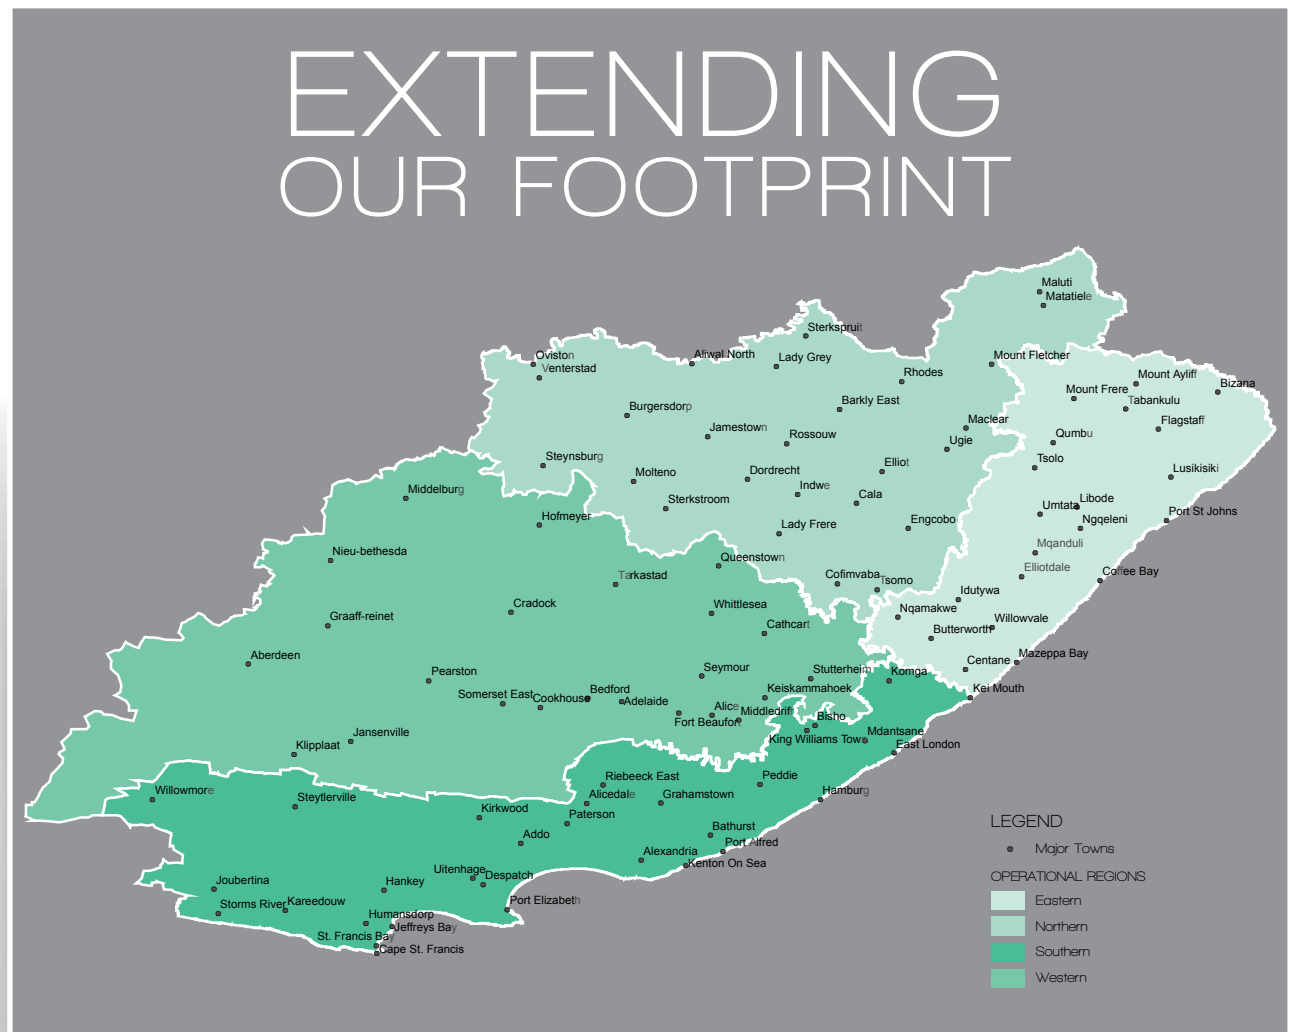 EXTENDING
OUR FOOTPRINT
Maluti
Matatiele
Sterkspruit
Oviston
Aliwal North
Lady Grey
Mount Fletcher
Venterstad
Rhodes
Mount Ayliff
Bizana
Mount Frere
Tabankulu
Burgersdorp
Barkly East
Jamestown
Maclear
Flagstaff
Rossouw
Ugie
Qumbu
Steynsburg
Elliot
Tsolo
Molteno
Dordrecht
Lusikisiki
Middelburg
Indwe
Sterkstroom
Cala
Libode
Umtata
Hofmeyer
Lady Frere
Engcobo
Ngqeleni
Port St Johns
Nieu-bethesda
Mqanduli
Queenstown
Tarkastad
Cofimvaba
Tsomo
Elliotdale
Coffee Bay
Idutywa
Cradock
Whittlesea
Nqamakwe
Graaff-reinet
Cathcart
Willowvale
Butterworth
Aberdeen
Mazeppa Bay
Centane
Pearston
Seymour
Stutterheim
Komga
Somerset East
Cookhouse
Bedford
Adelaide
Keiskammahoek
Kei Mouth
Fort Beaufort
Alice
Middledrift
Bisho
Jansenville
King Williams Town
Mdantsane
Klipplaat
East London
Riebeeck East
Peddie
Willowmore
Steytlerville
Alicedale
Grahamstown
Hamburg
Kirkwood
Paterson
Addo
Bathurst
Port Alfred
Alexandria
Kenton On Sea
Uitenhage
Despatch
Joubertina
Hankey
Storms River
Kareedouw
Port Elizabeth
Humansdorp
Jeffreys Bay
St. Francis Bay
Cape St. Francis
LEGEND
Major Towns
OPERATIONAL REGIONS
Eastern
Northern
Southern
Western